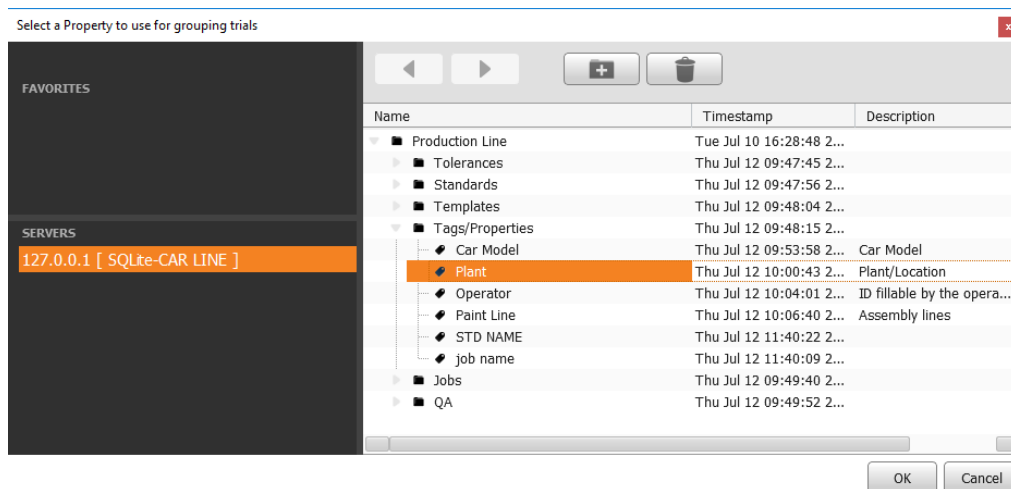 Select a Property to use for grouping trials
x
FAVORITES
SERVERS
127.0.0.1 [ SQLite-CAR LINE ]
Name Timestamp Description
Production Line Tue Jul 10 16:28:48 2...
Tolerances Thu Jul 12 09:47:45 2...
Standards Thu Jul 12 09:47:56 2...
Templates Thu Jul 12 09:48:04 2...
Tags/Properties Thu Jul 12 09:48:15 2...
Car Model Thu Jul 12 09:53:58 2... Car Model
Plant Thu Jul 12 10:00:43 2... Plant/Location
Operator Thu Jul 12 10:04:01 2... ID fillable by the opera...
Paint Line Thu Jul 12 10:06:40 2... Assembly lines
STD NAME Thu Jul 12 11:40:22 2...
job name Thu Jul 12 11:40:09 2...
Jobs Thu Jul 12 09:49:40 2...
QA Thu Jul 12 09:49:52 2...
OK Cancel